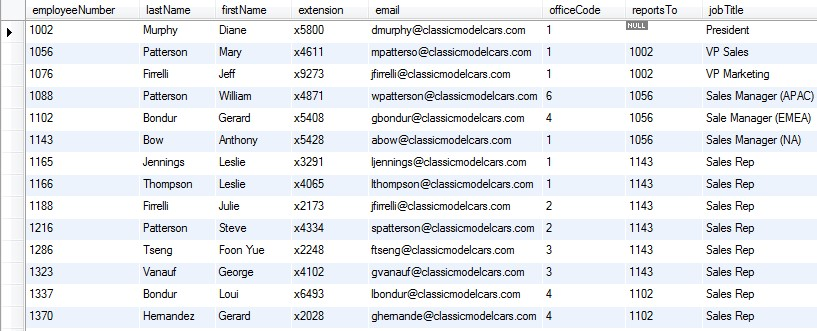 employeeNumber lastName firstName extension email officeCode reportsTo jobTitle
1002 Murphy Diane x5800 dmurphy@classicmodelcars.com 1 NULL President
1056 Patterson Mary x4611 mpatterso@classicmodelcars.com 1 1002 VP Sales
1076 Firrelli Jeff x9273 jfirrelli@classicmodelcars.com 1 1002 VP Marketing
1088 Patterson William x4871 wpatterson@classicmodelcars.com 6 1056 Sales Manager (APAC)
1102 Bondur Gerard x5408 gbondur@classicmodelcars.com 4 1056 Sale Manager (EMEA)
1143 Bow Anthony x5428 abow@classicmodelcars.com 1 1056 Sales Manager (NA)
1165 Jennings Leslie x3291 ljennings@classicmodelcars.com 1 1143 Sales Rep
1166 Thompson Leslie x4065 lthompson@classicmodelcars.com 1 1143 Sales Rep
1188 Firrelli Julie x2173 jfirrelli@classicmodelcars.com 2 1143 Sales Rep
1216 Patterson Steve x4334 spatterson@classicmodelcars.com 2 1143 Sales Rep
1286 Tseng Foon Yue x2248 ftseng@classicmodelcars.com 3 1143 Sales Rep
1323 Vanauf George x4102 gvanauf@classicmodelcars.com 3 1143 Sales Rep
1337 Bondur Loui x6493 lbondur@classicmodelcars.com 4 1102 Sales Rep
1370 Hernandez Gerard x2028 ghernande@classicmodelcars.com 4 1102 Sales Rep